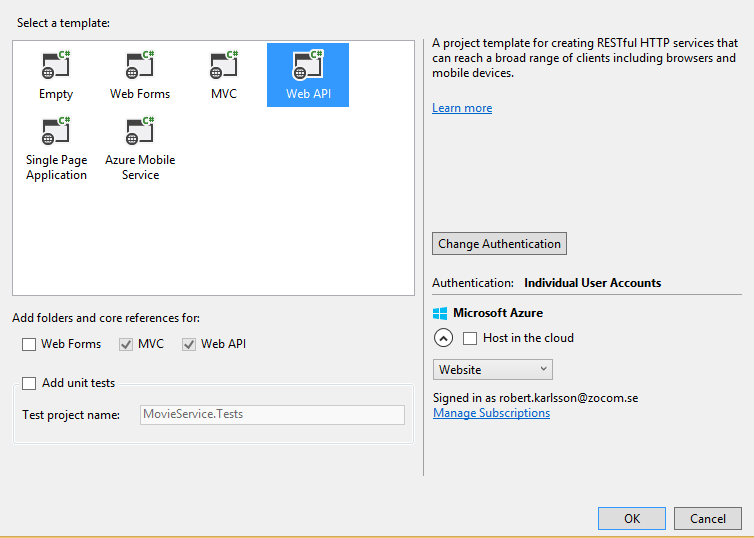 Select a template:
C# C# C# C#
Empty Web Forms MVC Web API
C# C#
Single Page Application
Azure Mobile Service
Add folders and core references for:
Web Forms MVC Web API
Add unit tests
Test project name: MovieService.Tests
A project template for creating RESTful HTTP services that
can reach a broad range of clients including browsers and
mobile devices.
Learn more
Change Authentication
Authentication: Individual User Accounts
Microsoft Azure
Host in the cloud
Website
Signed in as robert.karlsson@zocom.se
Manage Subscriptions
OK Cancel